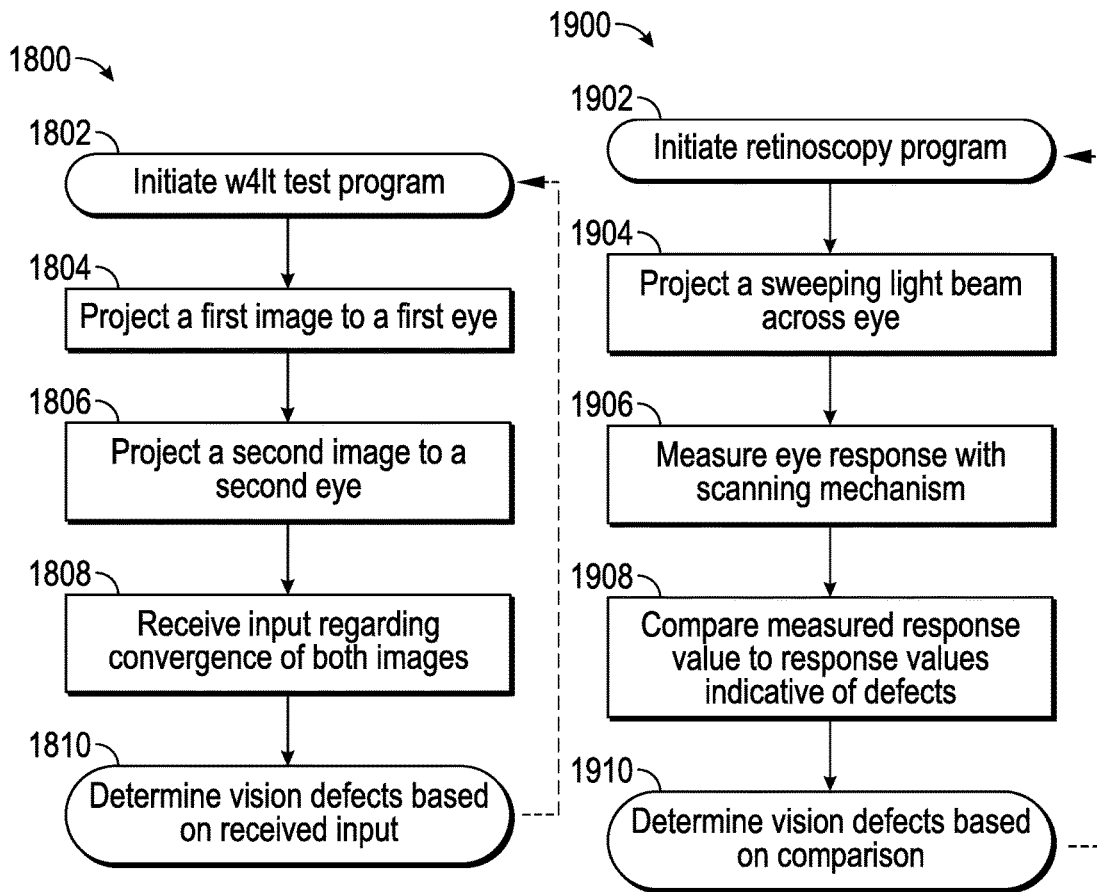 1800
1802
Initiate w4lt test program
1804
Project a first image to a first eye
1806
Project a second image to a
second eye
1808
Receive input regarding
convergence of both images
1810
Determine vision defects based
on received input
1900
1902
Initiate retinoscopy program
1904
Project a sweeping light beam
across eye
1906
Measure eye response with
scanning mechanism
1908
Compare measured response
value to response values
indicative of defects
1910
Determine vision defects based
on comparison